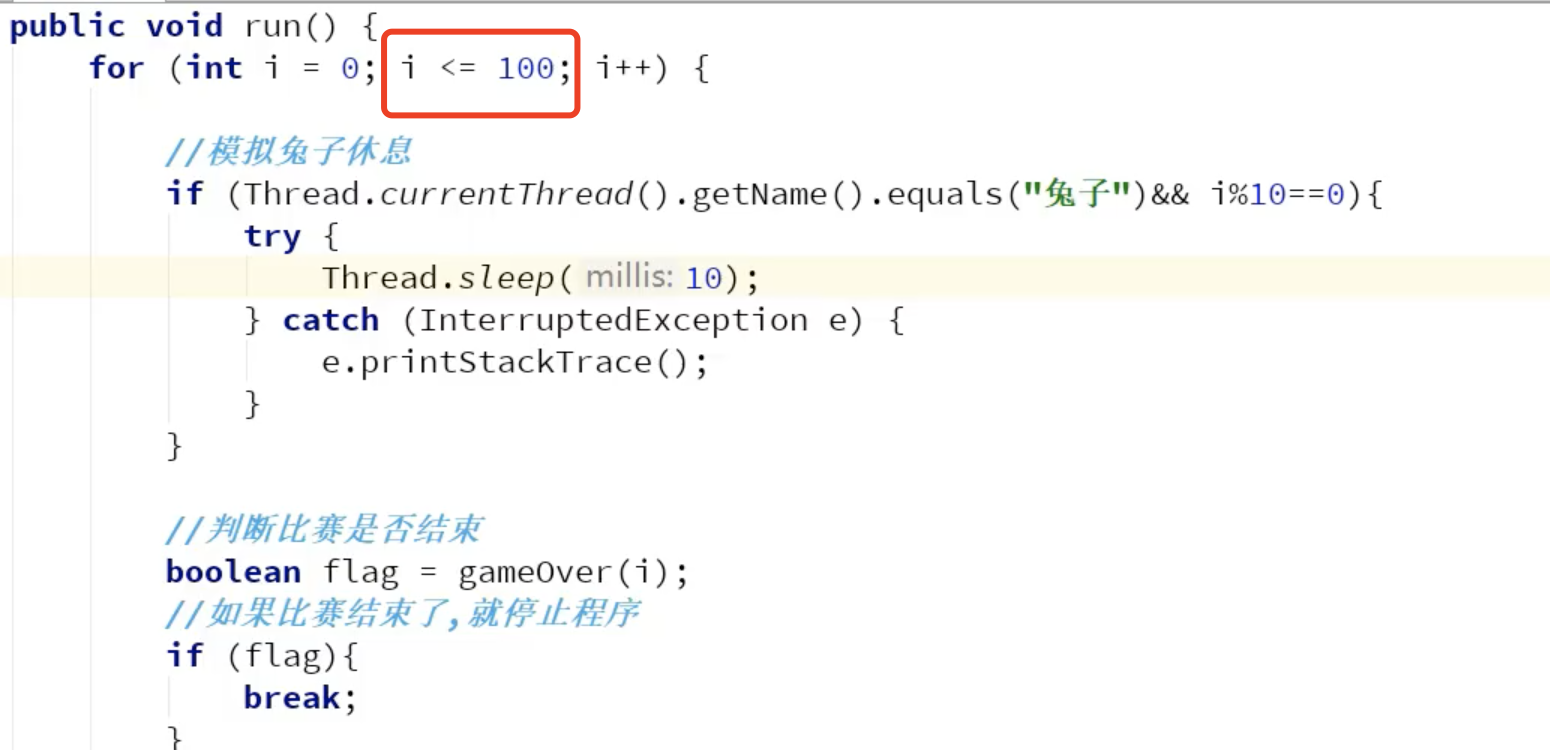 public void run() {
for (int i = 0; i <= 100; i++) {
//模拟兔子休息
if (Thread.currentThread().getName().equals("兔子")&& i%10==0){
try {
Thread.sleep( millis: 10);
} catch (InterruptedException e) {
e.printStackTrace();
}
}
//判断比赛是否结束
boolean flag = gameOver(i);
//如果比赛结束了,就停止程序
if (flag){
break;
}